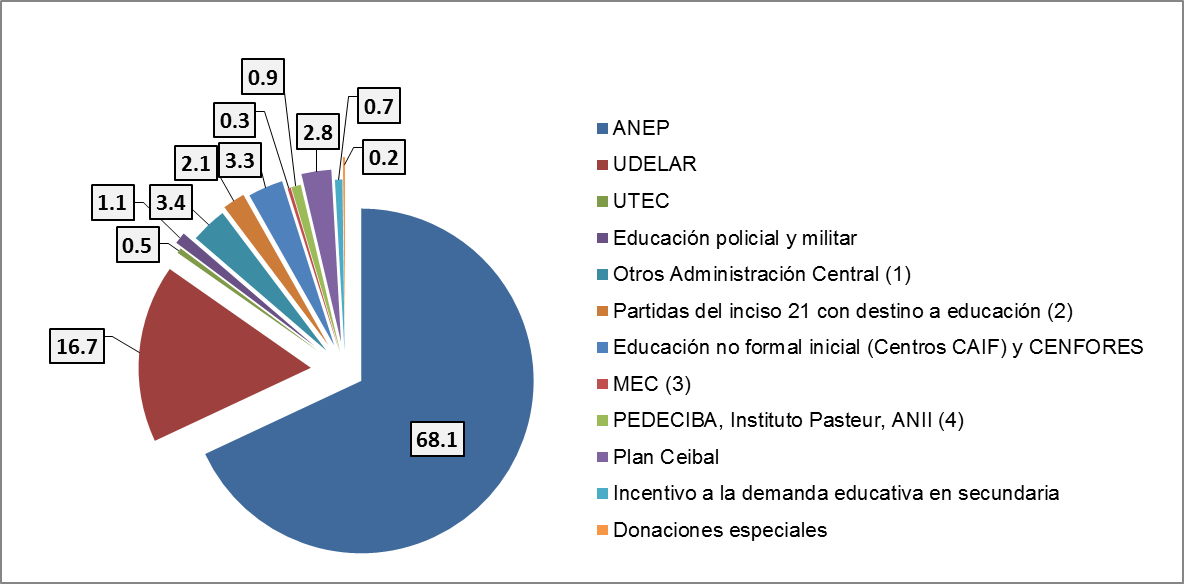 0.9
0.7
0.3
2.8
0.2
2.1
3.3
1.1
3.4
0.5
16.7
68.1
ANEP
UDELAR
UTEC
Educación policial y militar
Otros Administración Central (1)
Partidas del inciso 21 con destino a educación (2)
Educación no formal inicial (Centros CAIF) y CENFORES
MEC (3)
PEDECIBA, Instituto Pasteur, ANII (4)
Plan Ceibal
Incentivo a la demanda educativa en secundaria
Donaciones especiales